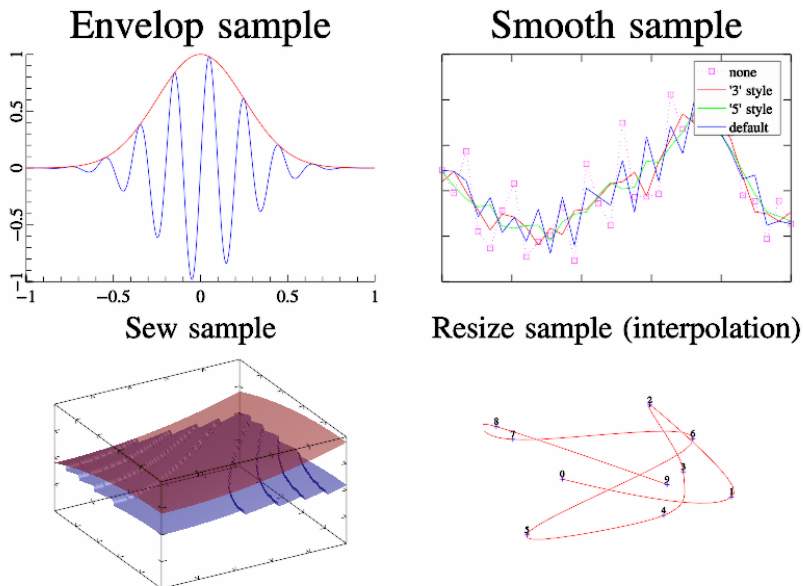 Envelop sample
1
0.5
0
−0.5
−1
−1
−0.5
0
0.5
1
Smooth sample
none
'3' style
'5' style
default
Sew sample
Resize sample (interpolation)
2
8
7
6
0
3
9
1
4
5